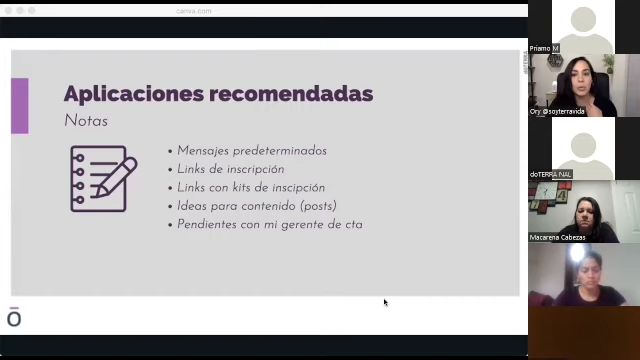 canva.com
Aplicaciones recomendadas
Notas
• Mensajes predeterminados
• Links de inscripción
• Links con kits de inscipción
• Ideas para contenido (posts)
• Pendientes con mi gerente de cta
Priamo M
Ory @soyterravida
doTERRA NAL
Macarena Cabezas